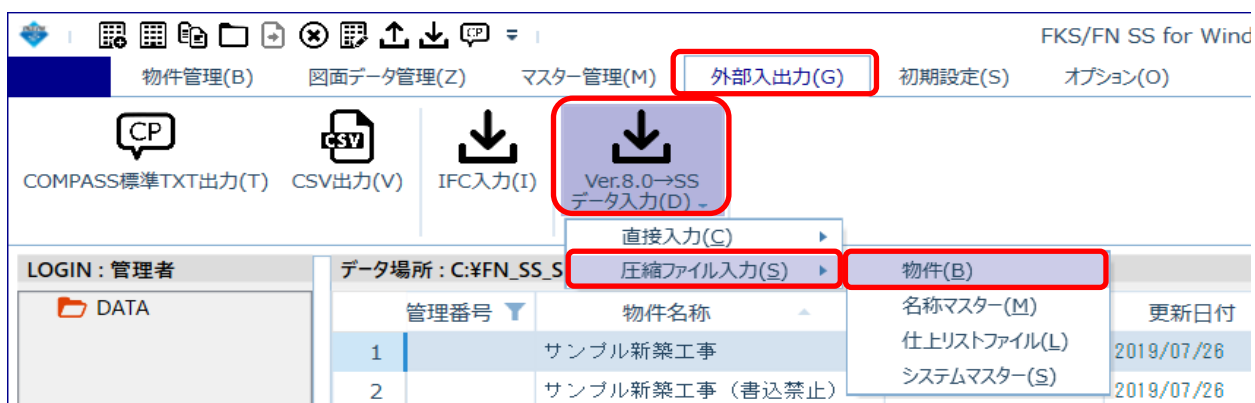 CP
FKS/FN SS for Wind
物件管理(B) 図面データ管理(Z) マスター管理(M) 外部入出力(G) 初期設定(S) オプション(O)
CP
CSV
COMPASS標準TXT出力(T) CSV出力(V) IFC入力(I) Ver.8.0→SS
データ入力(D)
直接入力(C)
圧縮ファイル入力(S)
物件(B)
名称マスター(M)
仕上リストファイル(L)
システムマスター(S)
LOGIN : 管理者
DATA
データ場所 : C:¥FN_SS_S
管理番号 物件名称 更新日付
1 サンプル新築工事 2019/07/26
2 サンプル新築工事（書込禁止） 2019/07/26